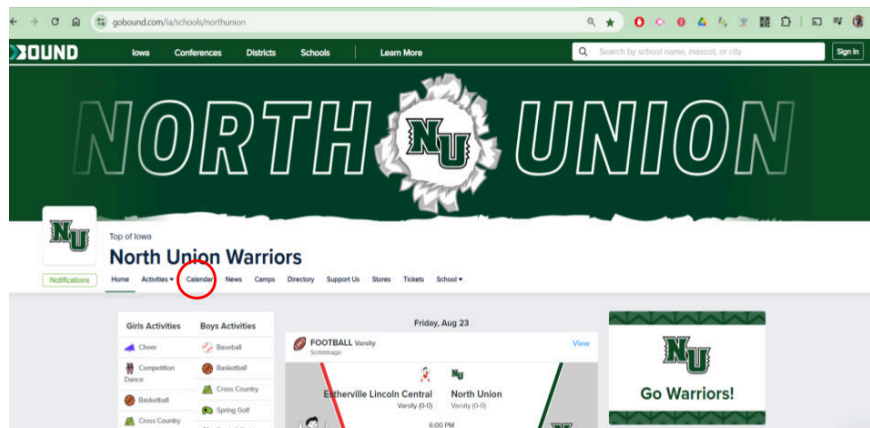 gobound.com/ia/schools/northunion
BOUND Iowa Conferences Districts Schools Learn More Search by school name, mascot, or city Sign In
NORTH NU UNION
NU
Top of Iowa
North Union Warriors
Notifications Home Activities Calendar News Camps Directory Support Us Stores Tickets School
Girls Activities
Cheer
Competition
Dance
Basketball
Cross Country
Boys Activities
Baseball
Basketball
Cross Country
Spring Golf
Friday, Aug 23
FOOTBALL Varsity View
Scrimmage
NU
Estherville Lincoln Central North Union
Varsity (0-0) Varsity (0-0)
6:00 PM
NU
Go Warriors!